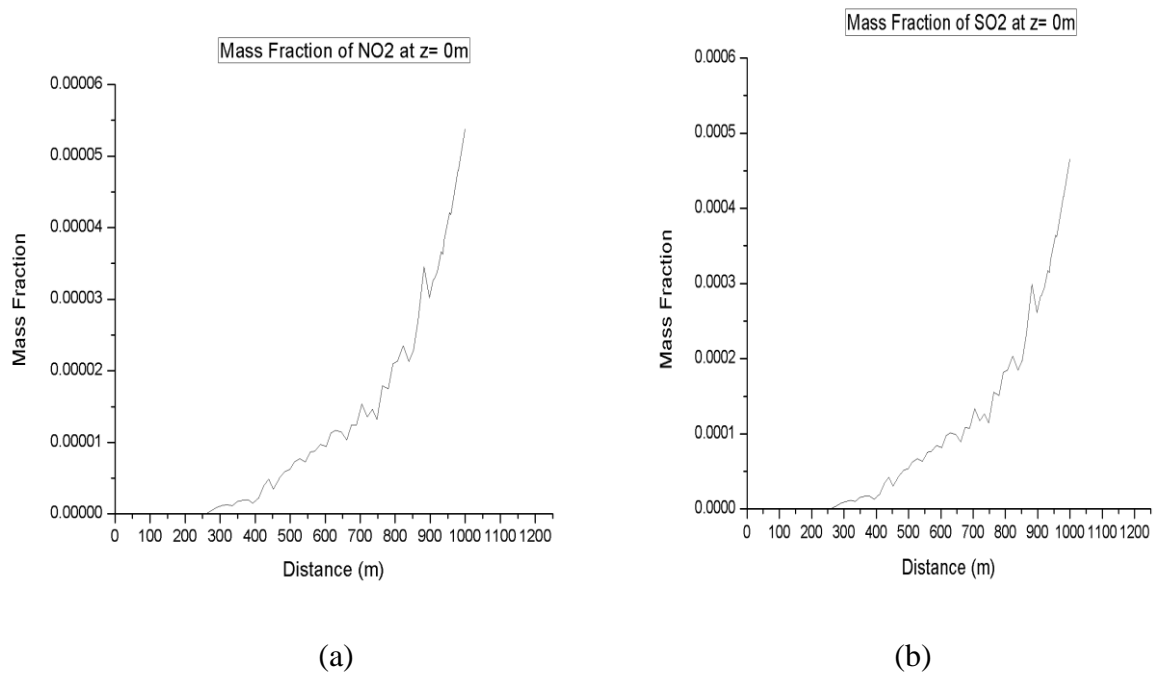 Mass Fraction of NO2 at z= 0m
0.00006
0.00005
0.00004
0.00003
0.00002
0.00001
0.00000
Mass Fraction
0 100 200 300 400 500 600 700 800 900 1000 1100 1200
Distance (m)
(a)
Mass Fraction of SO2 at z= 0m
0.0006
0.0005
0.0004
0.0003
0.0002
0.0001
0.0000
Mass Fraction
0 100 200 300 400 500 600 700 800 900 1000 1100 1200
Distance (m)
(b)